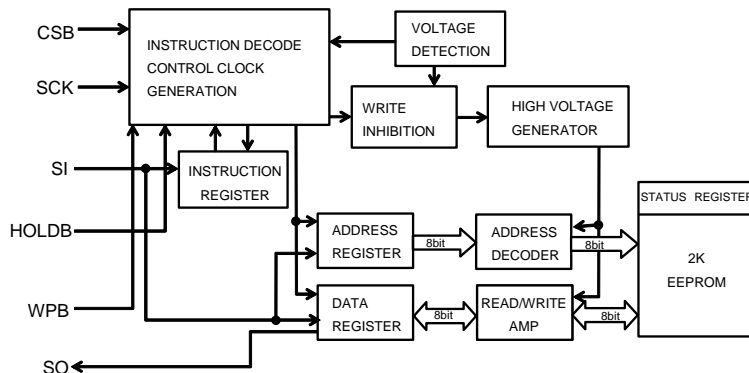 CSB
SCK
SI
HOLDB
WPB
SO
INSTRUCTION DECODE
CONTROL CLOCK
GENERATION
VOLTAGE
DETECTION
WRITE
INHIBITION
HIGH VOLTAGE
GENERATOR
INSTRUCTION
REGISTER
ADDRESS
REGISTER
8bit
ADDRESS
DECODER
8bit
DATA
REGISTER
8bit
READ/WRITE
AMP
8bit
STATUS REGISTER
2K
EEPROM